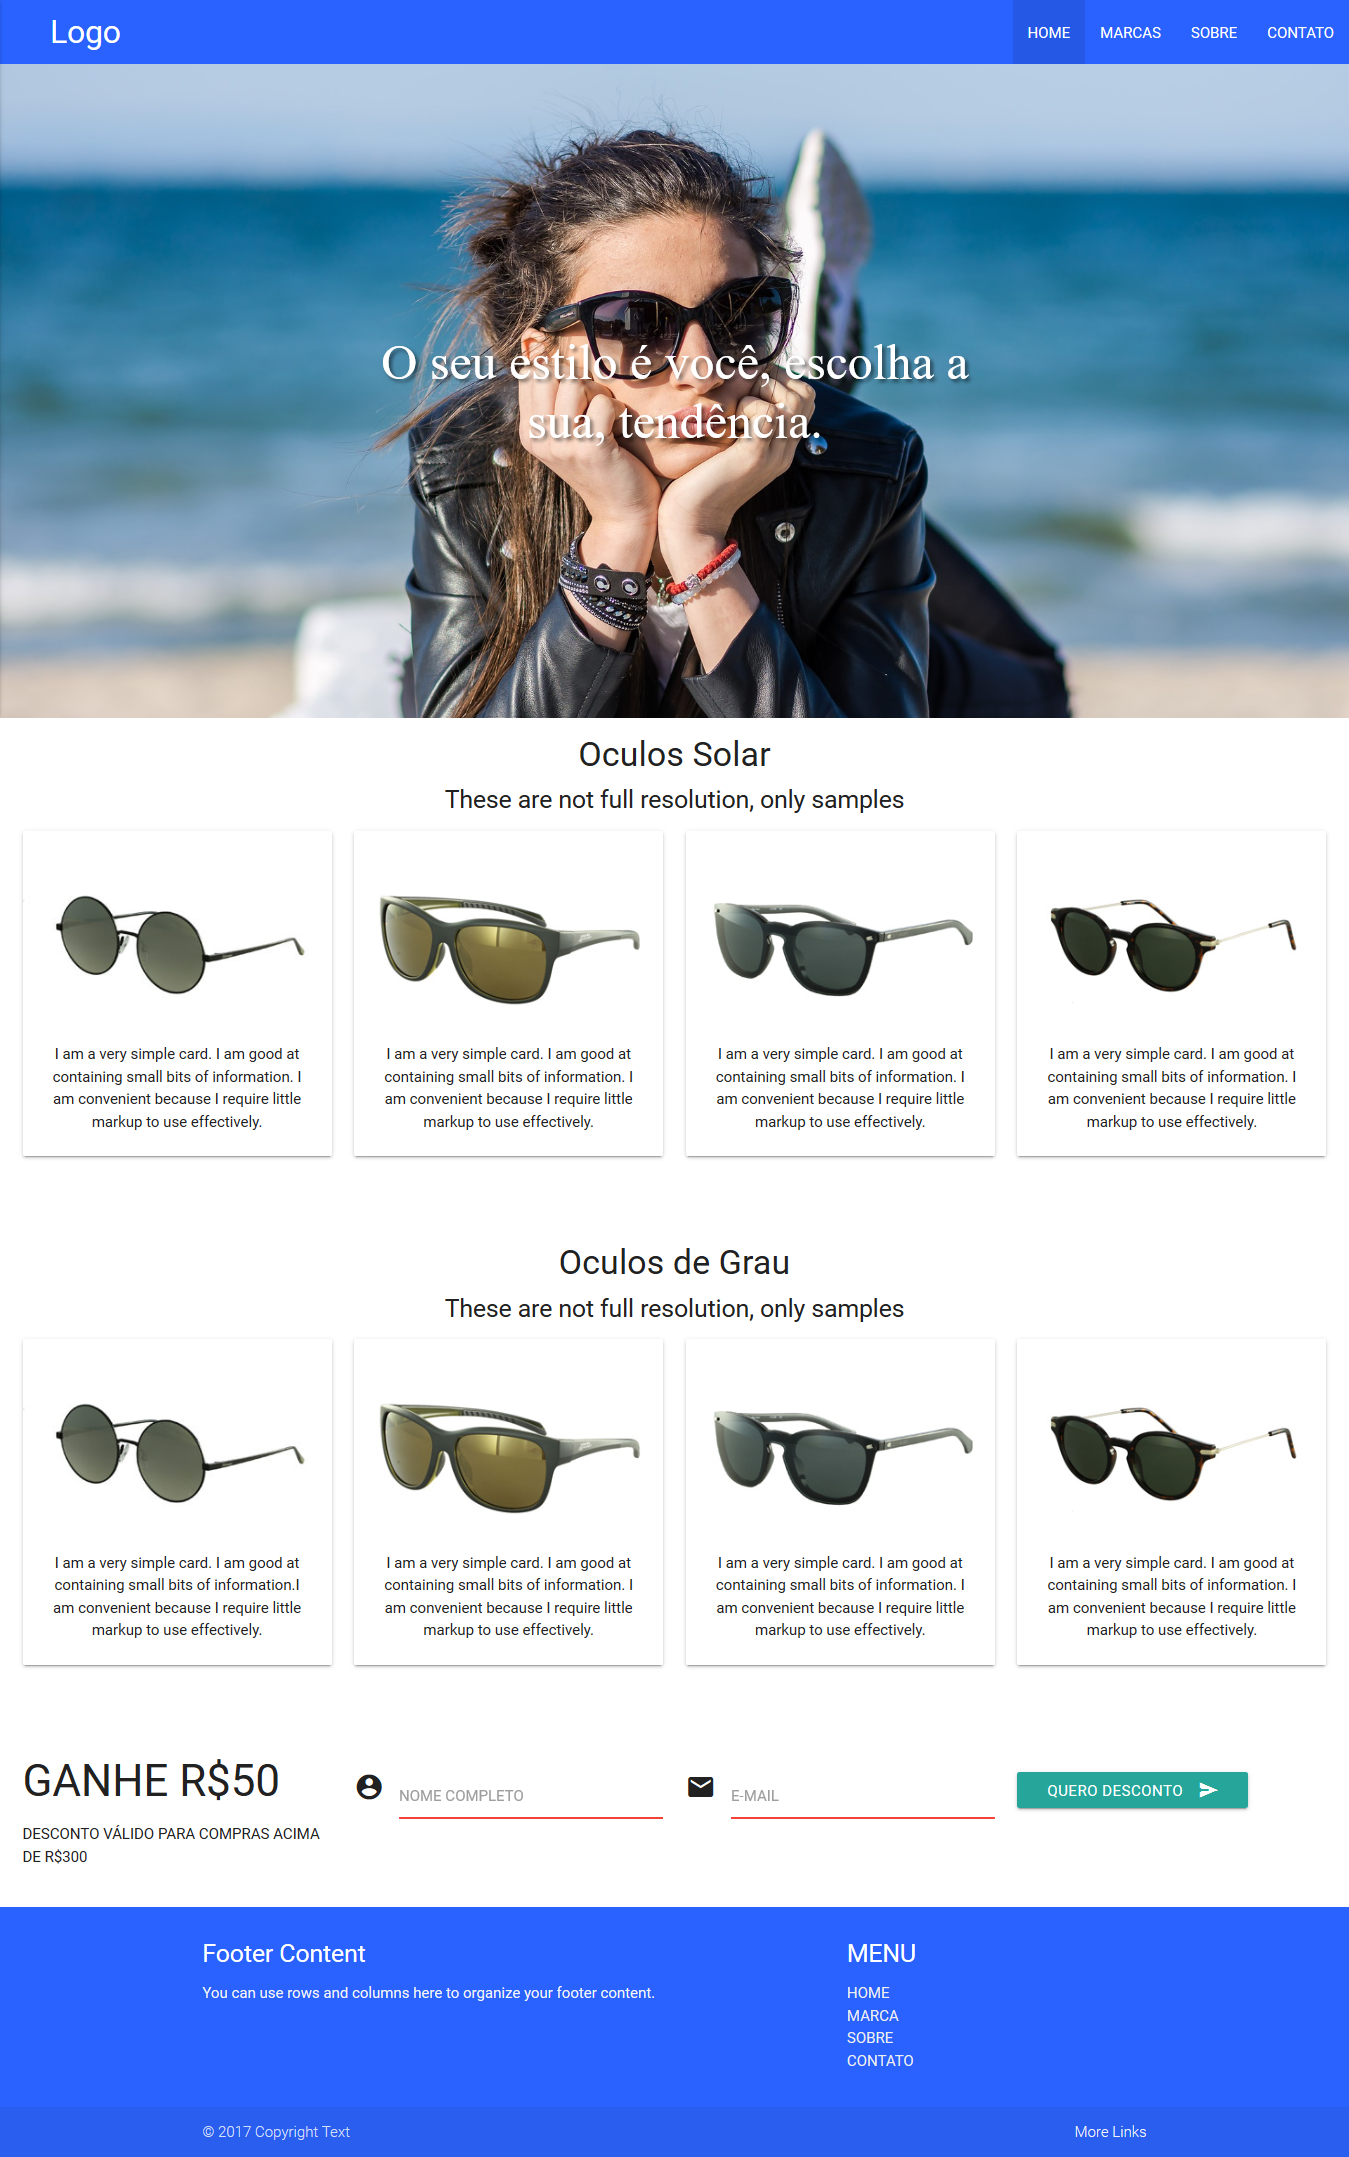 Logo
HOME MARCAS SOBRE CONTATO
O seu estilo é você, escolha a
sua, tendência.
Oculos Solar
These are not full resolution, only samples
I am a very simple card. I am good at
containing small bits of information. I
am convenient because I require little
markup to use effectively.
I am a very simple card. I am good at
containing small bits of information. I
am convenient because I require little
markup to use effectively.
I am a very simple card. I am good at
containing small bits of information. I
am convenient because I require little
markup to use effectively.
I am a very simple card. I am good at
containing small bits of information. I
am convenient because I require little
markup to use effectively.
Oculos de Grau
These are not full resolution, only samples
I am a very simple card. I am good at
containing small bits of information.I
am convenient because I require little
markup to use effectively.
I am a very simple card. I am good at
containing small bits of information. I
am convenient because I require little
markup to use effectively.
I am a very simple card. I am good at
containing small bits of information. I
am convenient because I require little
markup to use effectively.
I am a very simple card. I am good at
containing small bits of information. I
am convenient because I require little
markup to use effectively.
GANHE R$50
DESCONTO VÁLIDO PARA COMPRAS ACIMA
DE R$300
NOME COMPLETO
E-MAIL
QUERO DESCONTO
Footer Content
You can use rows and columns here to organize your footer content.
MENU
HOME
MARCA
SOBRE
CONTATO
© 2017 Copyright Text
More Links